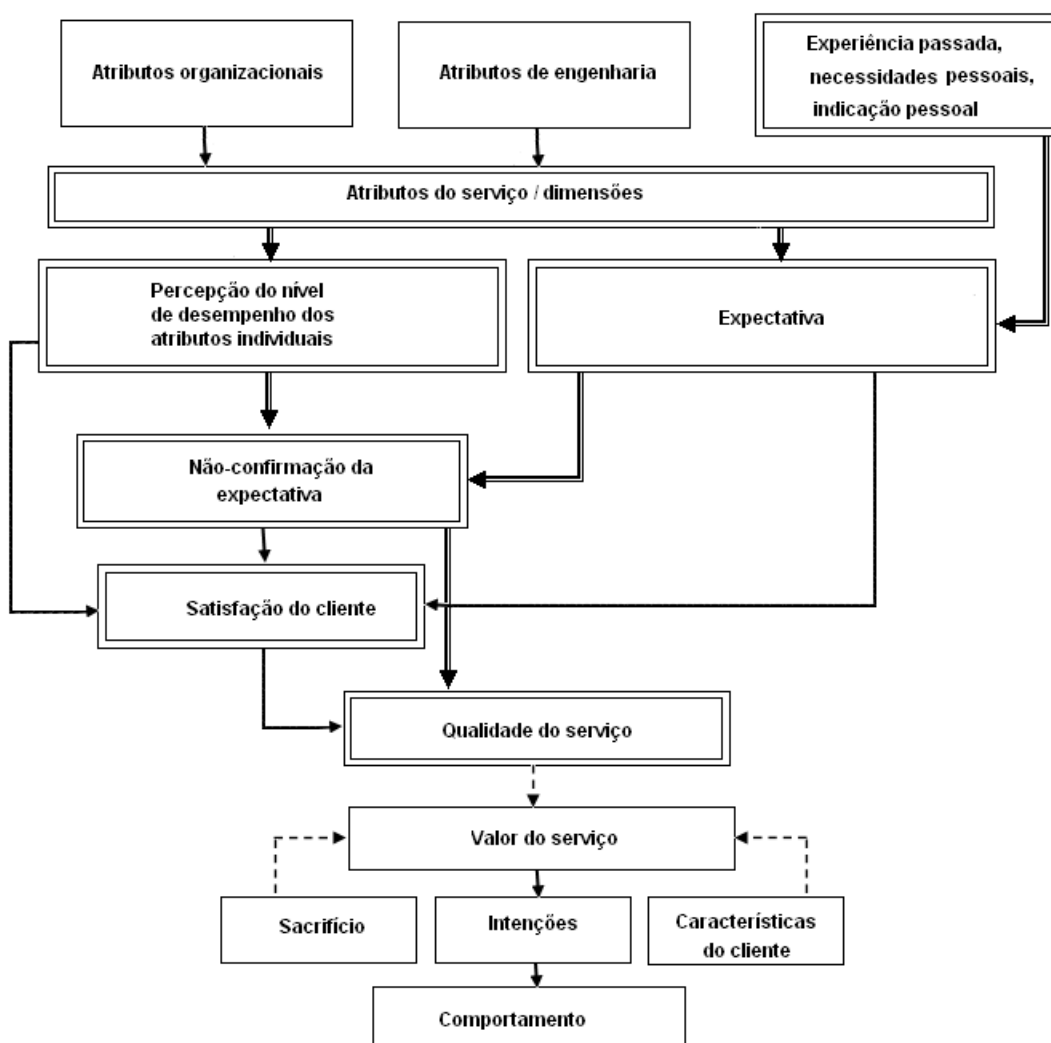 Atributos organizacionais
Atributos de engenharia
Experiência passada,
necessidades pessoais,
indicação pessoal
Atributos do serviço / dimensões
Percepção do nível
de desempenho dos
atributos individuais
Expectativa
Não-confirmação da
expectativa
Satisfação do cliente
Qualidade do serviço
Valor do serviço
Sacrifício
Intenções
Características
do cliente
Comportamento